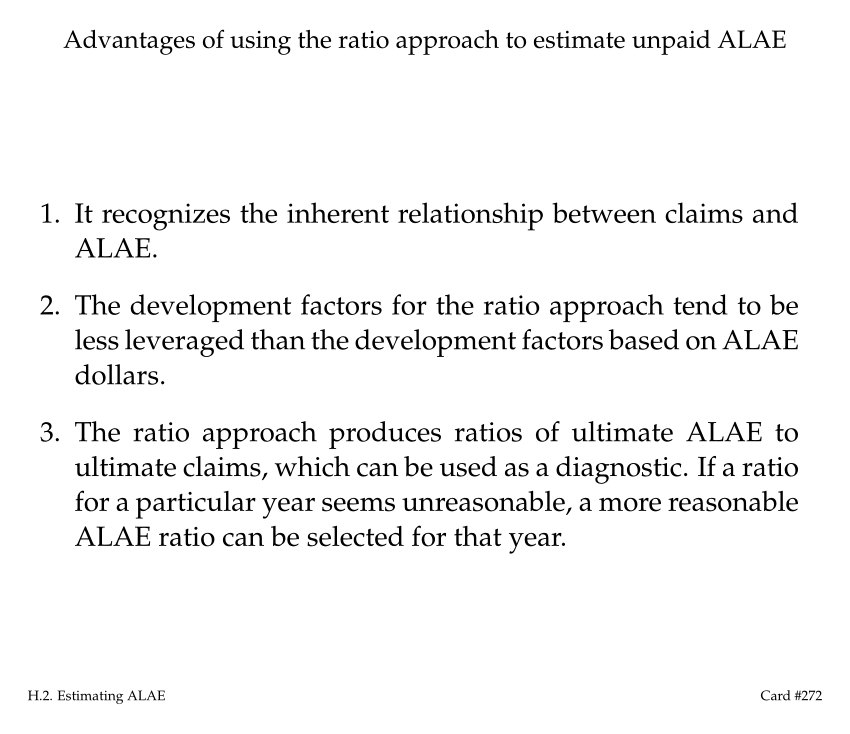 Advantages of using the ratio approach to estimate unpaid ALAE
1. It recognizes the inherent relationship between claims and
ALAE.
2. The development factors for the ratio approach tend to be
less leveraged than the development factors based on ALAE
dollars.
3. The ratio approach produces ratios of ultimate ALAE to
ultimate claims, which can be used as a diagnostic. If a ratio
for a particular year seems unreasonable, a more reasonable
ALAE ratio can be selected for that year.
H.2. Estimating ALAE
Card #272